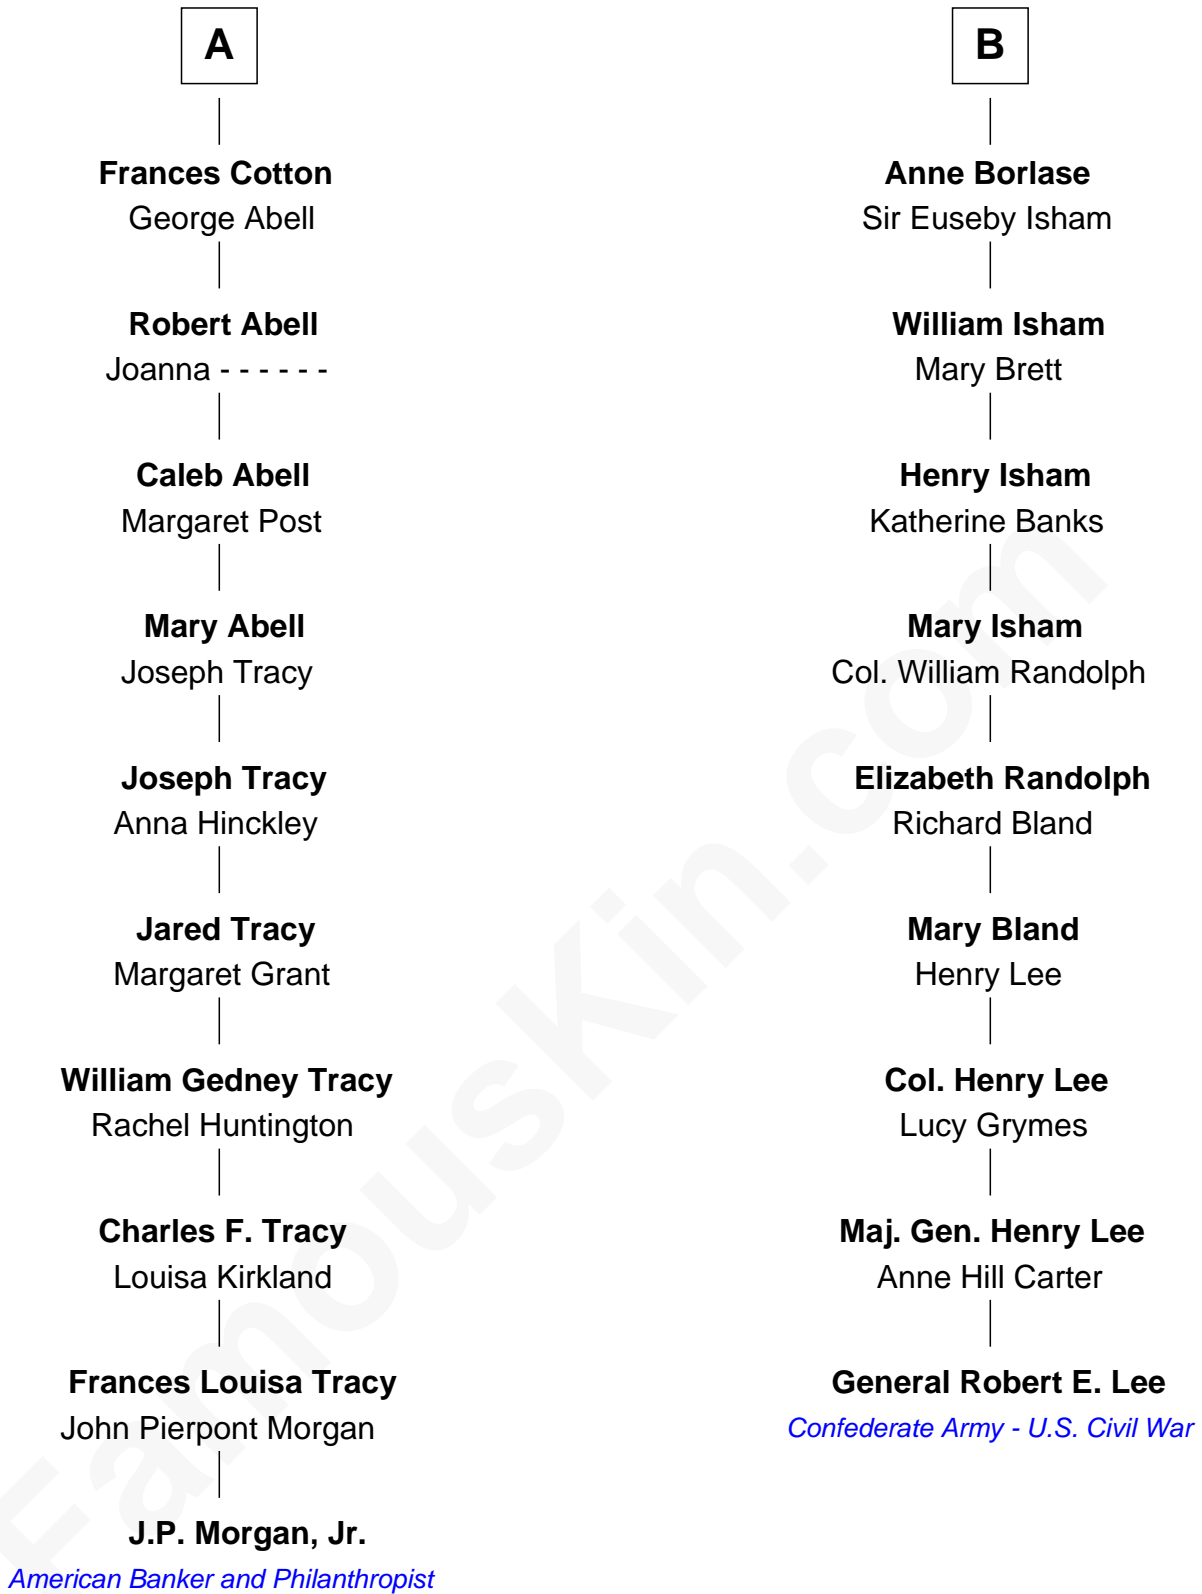 A
Frances Cotton
George Abell
Robert Abell
Joanna - - - - - -
Caleb Abell
Margaret Post
Mary Abell
Joseph Tracy
Joseph Tracy
Anna Hinckley
Jared Tracy
Margaret Grant
William Gedney Tracy
Rachel Huntington
Charles F. Tracy
Louisa Kirkland
Frances Louisa Tracy
John Pierpont Morgan
J.P. Morgan, Jr.
American Banker and Philanthropist
B
Anne Borlase
Sir Euseby Isham
William Isham
Mary Brett
Henry Isham
Katherine Banks
Mary Isham
Col. William Randolph
Elizabeth Randolph
Richard Bland
Mary Bland
Henry Lee
Col. Henry Lee
Lucy Grymes
Maj. Gen. Henry Lee
Anne Hill Carter
General Robert E. Lee
Confederate Army - U.S. Civil War
FamousKin.com